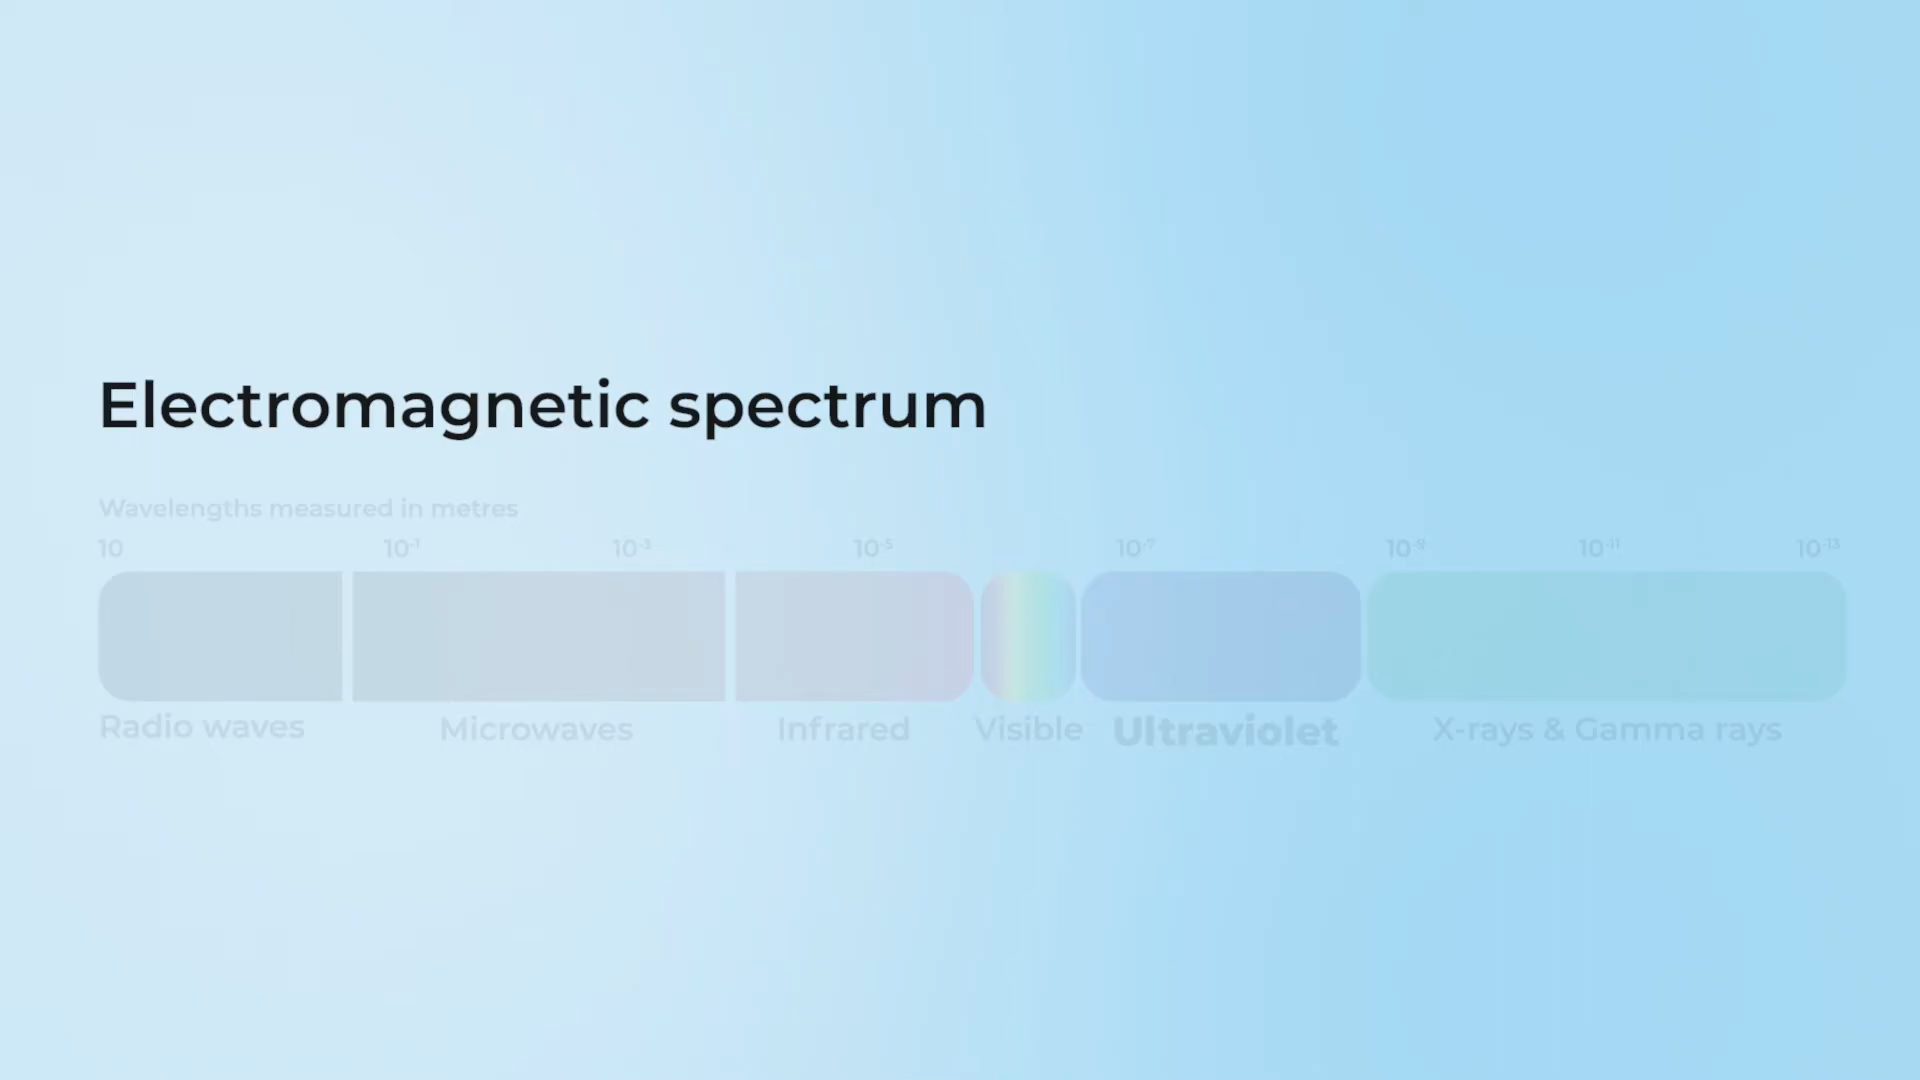 Electromagnetic spectrum
Wavelengths measured in metres
10 10⁻¹ 10⁻³ 10⁻⁵ 10⁻⁷ 10⁻⁹ 10⁻¹¹ 10⁻¹³
Radio waves Microwaves Infrared Visible Ultraviolet X-rays & Gamma rays